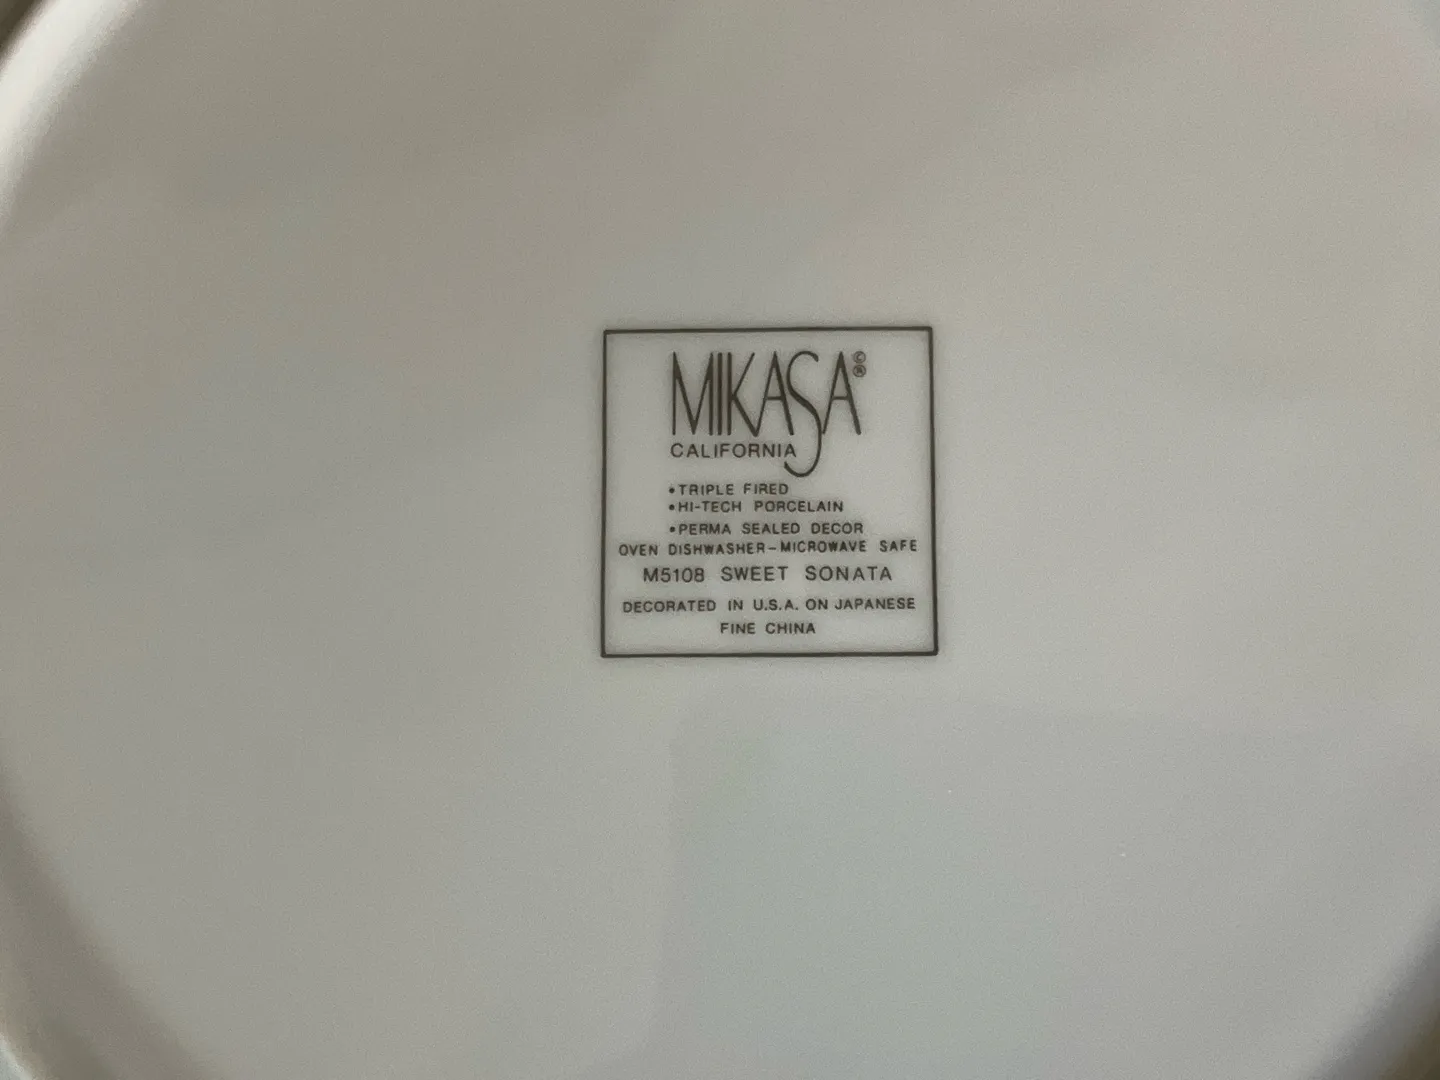 MIKASA©®
CALIFORNIA
•TRIPLE FIRED
•HI-TECH PORCELAIN
•PERMA SEALED DECOR
OVEN DISHWASHER-MICROWAVE SAFE
M5108 SWEET SONATA
DECORATED IN U.S.A. ON JAPANESE
FINE CHINA